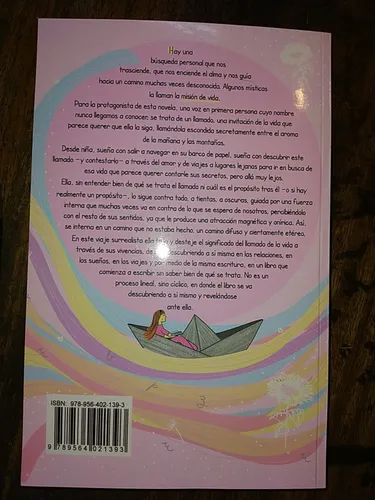 Hay una
búsqueda personal que nos
trasciende, que nos enciende el alma y nos guía
hacia un camino muchas veces desconocido. Algunos místicos
la llaman la misión de vida.
Para la protagonista de esta novela, una voz en primera persona cuyo nombre
nunca llegamos a conocer, se trata de un llamado, una invitación de la vida que
parece querer que ella la siga, llamándola escondida secretamente entre el aroma
de la mañana y las montañas.
Desde niña, sueña con salir a navegar en su barco de papel, sueña con descubrir este
llamado -y contestarlo- a través del amor y de viajes a lugares lejanos para ir en busca de
esa vida que parece querer contarle sus secretos, pero allá muy lejos.
Ella, sin entender bien de qué se trata el llamado ni cuál es el propósito tras él -o si hay
realmente un propósito-, lo sigue contra todo, a tientas, a oscuras, guiada por una fuerza
interna que muchas veces va en contra de lo que se espera de nosotros, percibiéndolo
con el resto de sus sentidos, ya que le produce una atracción magnética y onírica. Así,
se interna en un camino que no estaba hecho, un camino difuso y ciertamente etéreo.
En este viaje surrealista ella teje y desteje el significado del llamado de la vida a
través de sus vivencias, descubriendo a sí misma en las relaciones, en
los sueños, en los viajes y por medio de la misma escritura, en un libro que
comienza a escribir sin saber bien de qué se trata. No es un
proceso lineal, sino cíclico, en donde el libro se va
descubriendo a sí mismo y revelándose
ante ella.
ISBN: 978-956-402-139-3
9 789564 021393